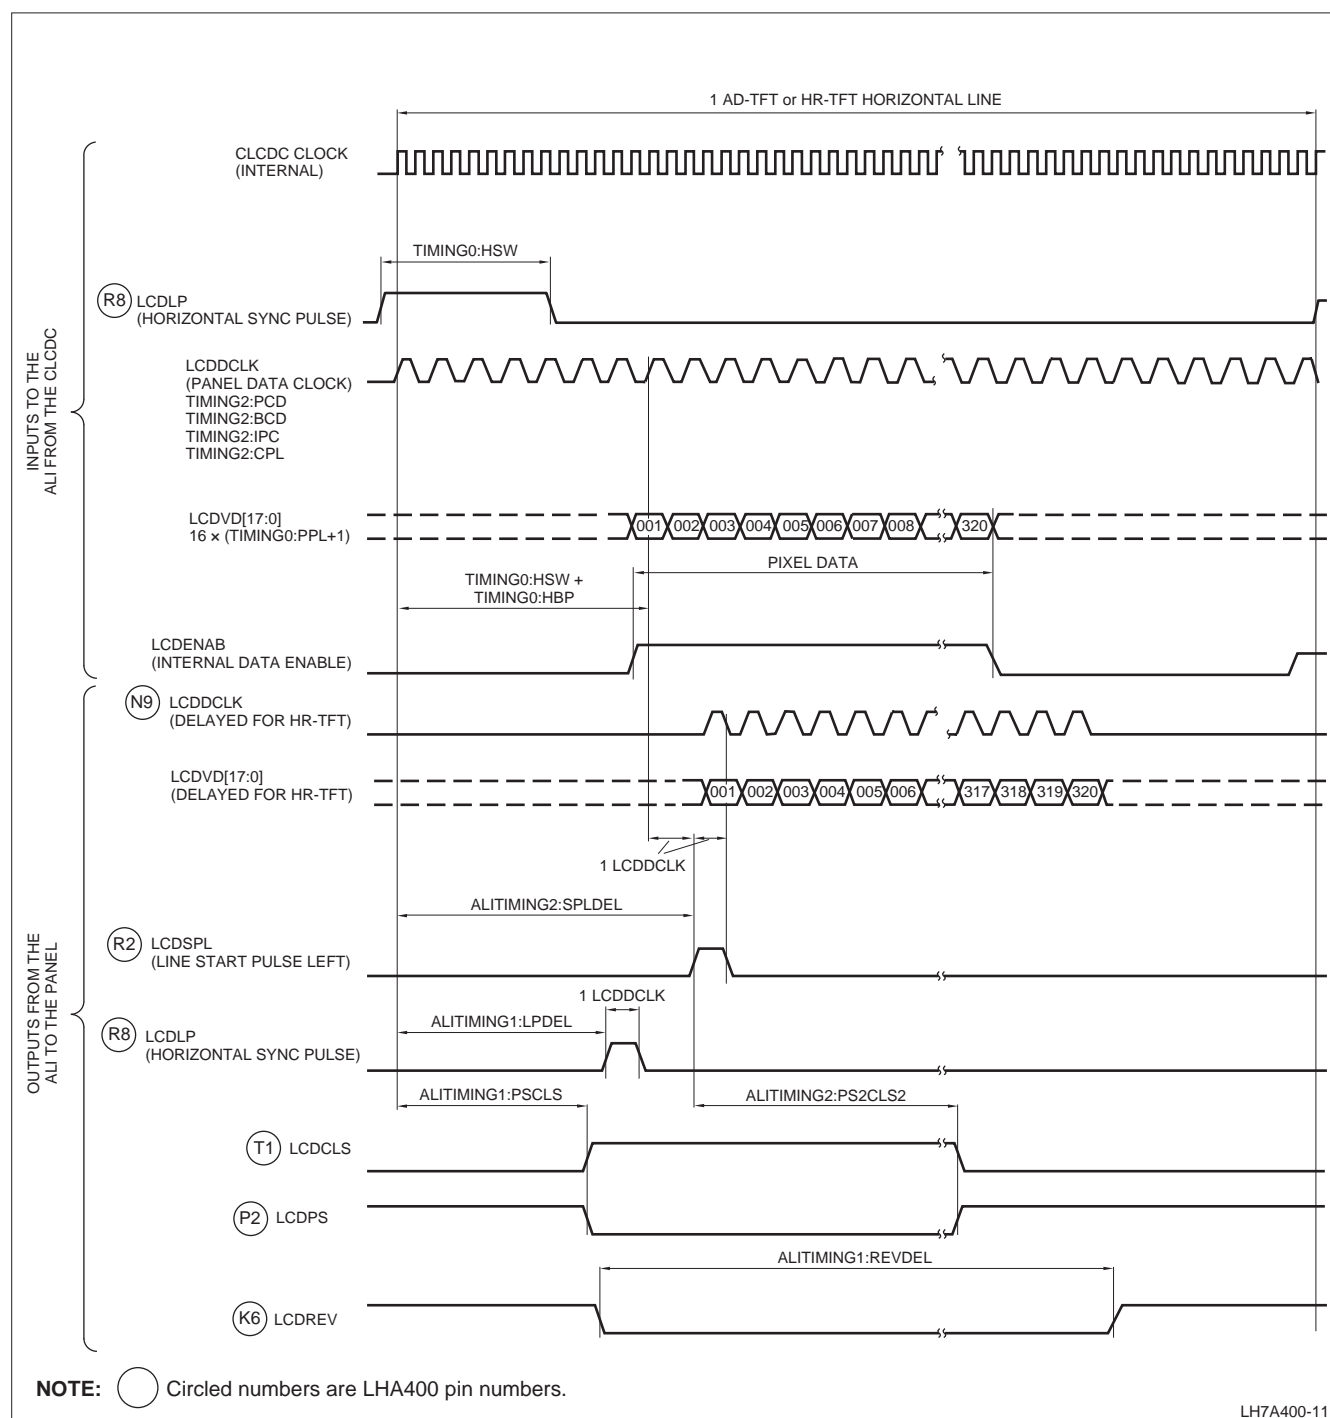 1 AD-TFT or HR-TFT HORIZONTAL LINE
CLCDC CLOCK
(INTERNAL)
TIMING0:HSW
R8 LCDLP
(HORIZONTAL SYNC PULSE)
INPUTS TO THE
ALI FROM THE CLCDC
LCDDCLK
(PANEL DATA CLOCK)
TIMING2:PCD
TIMING2:BCD
TIMING2:IPC
TIMING2:CPL
LCDVD[17:0]
16 × (TIMING0:PPL+1)
001 002 003 004 005 006 007 008 320
PIXEL DATA
TIMING0:HSW +
TIMING0:HBP
LCDENAB
(INTERNAL DATA ENABLE)
N9 LCDDCLK
(DELAYED FOR HR-TFT)
LCDVD[17:0]
(DELAYED FOR HR-TFT)
001 002 003 004 005 006 317 318 319 320
1 LCDDCLK
ALITIMING2:SPLDEL
R2 LCDSPL
(LINE START PULSE LEFT)
OUTPUTS FROM THE
ALI TO THE PANEL
1 LCDDCLK
ALITIMING1:LPDEL
R8 LCDLP
(HORIZONTAL SYNC PULSE)
ALITIMING1:PSCLS
ALITIMING2:PS2CLS2
T1 LCDCLS
P2 LCDPS
ALITIMING1:REVDEL
K6 LCDREV
NOTE: Circled numbers are LHA400 pin numbers.
LH7A400-11